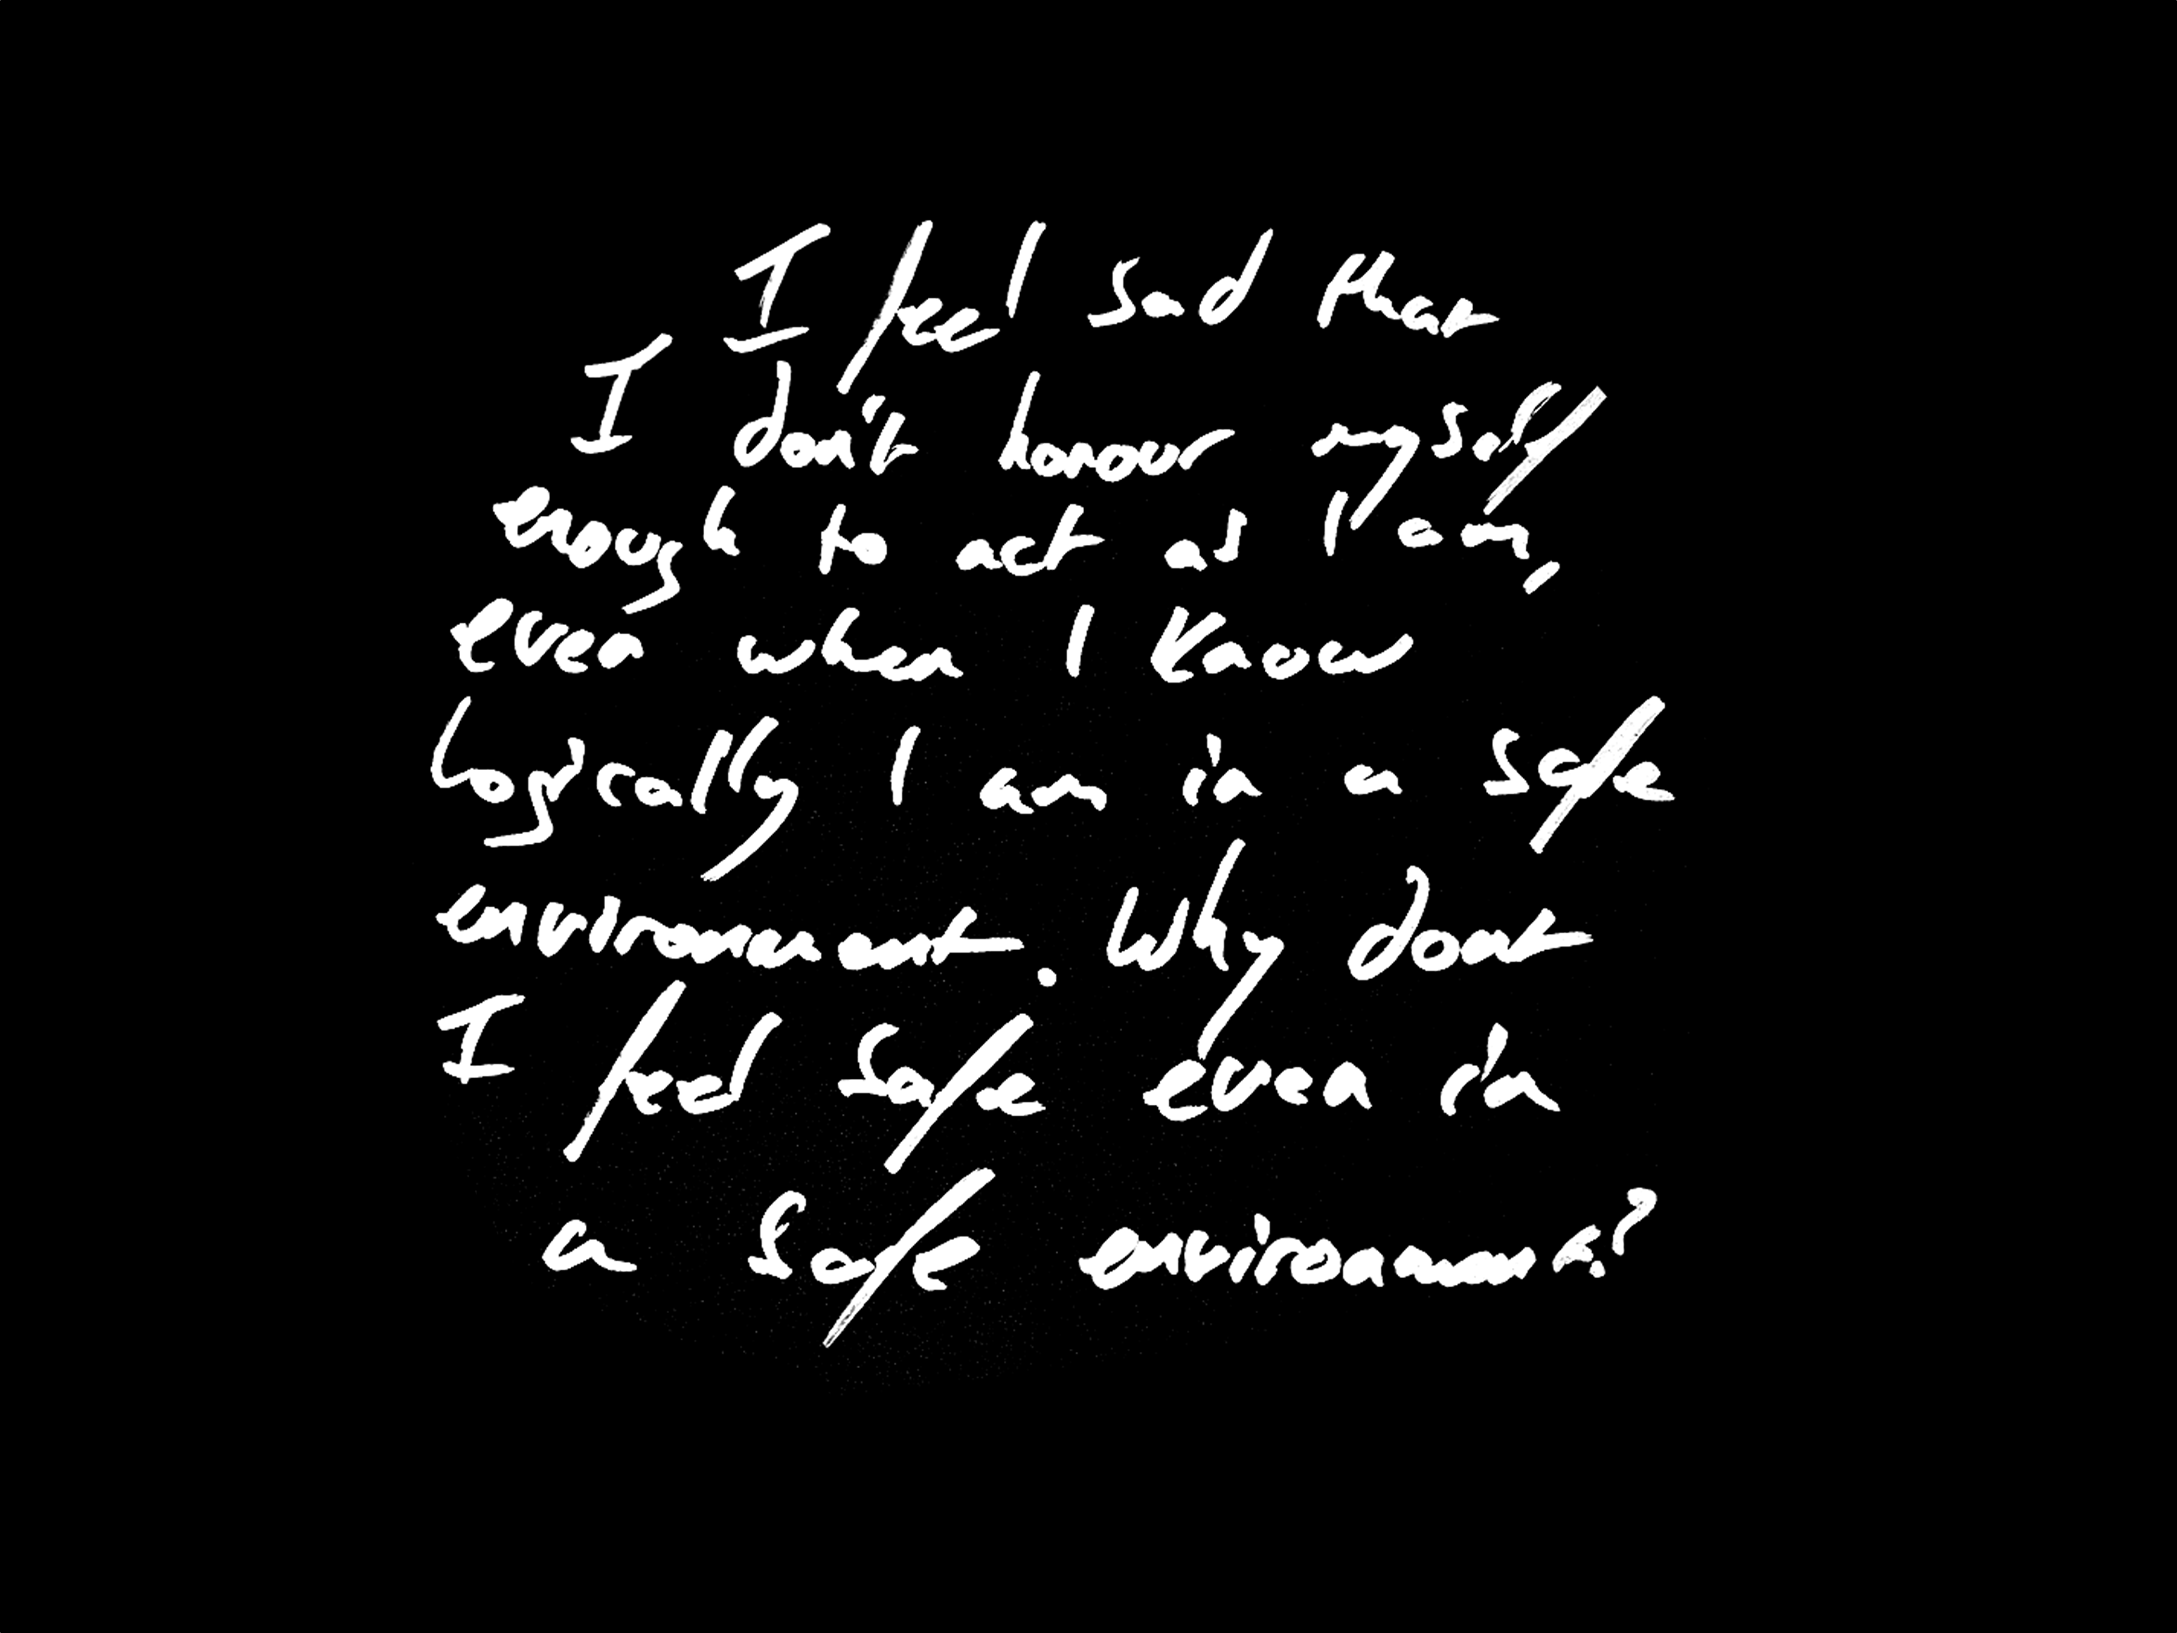 I feel sad that
I don't honour myself
enough to act as I am,
even when I know
logically I am in a safe
environment. Why dont
I feel safe even in
a safe environment?